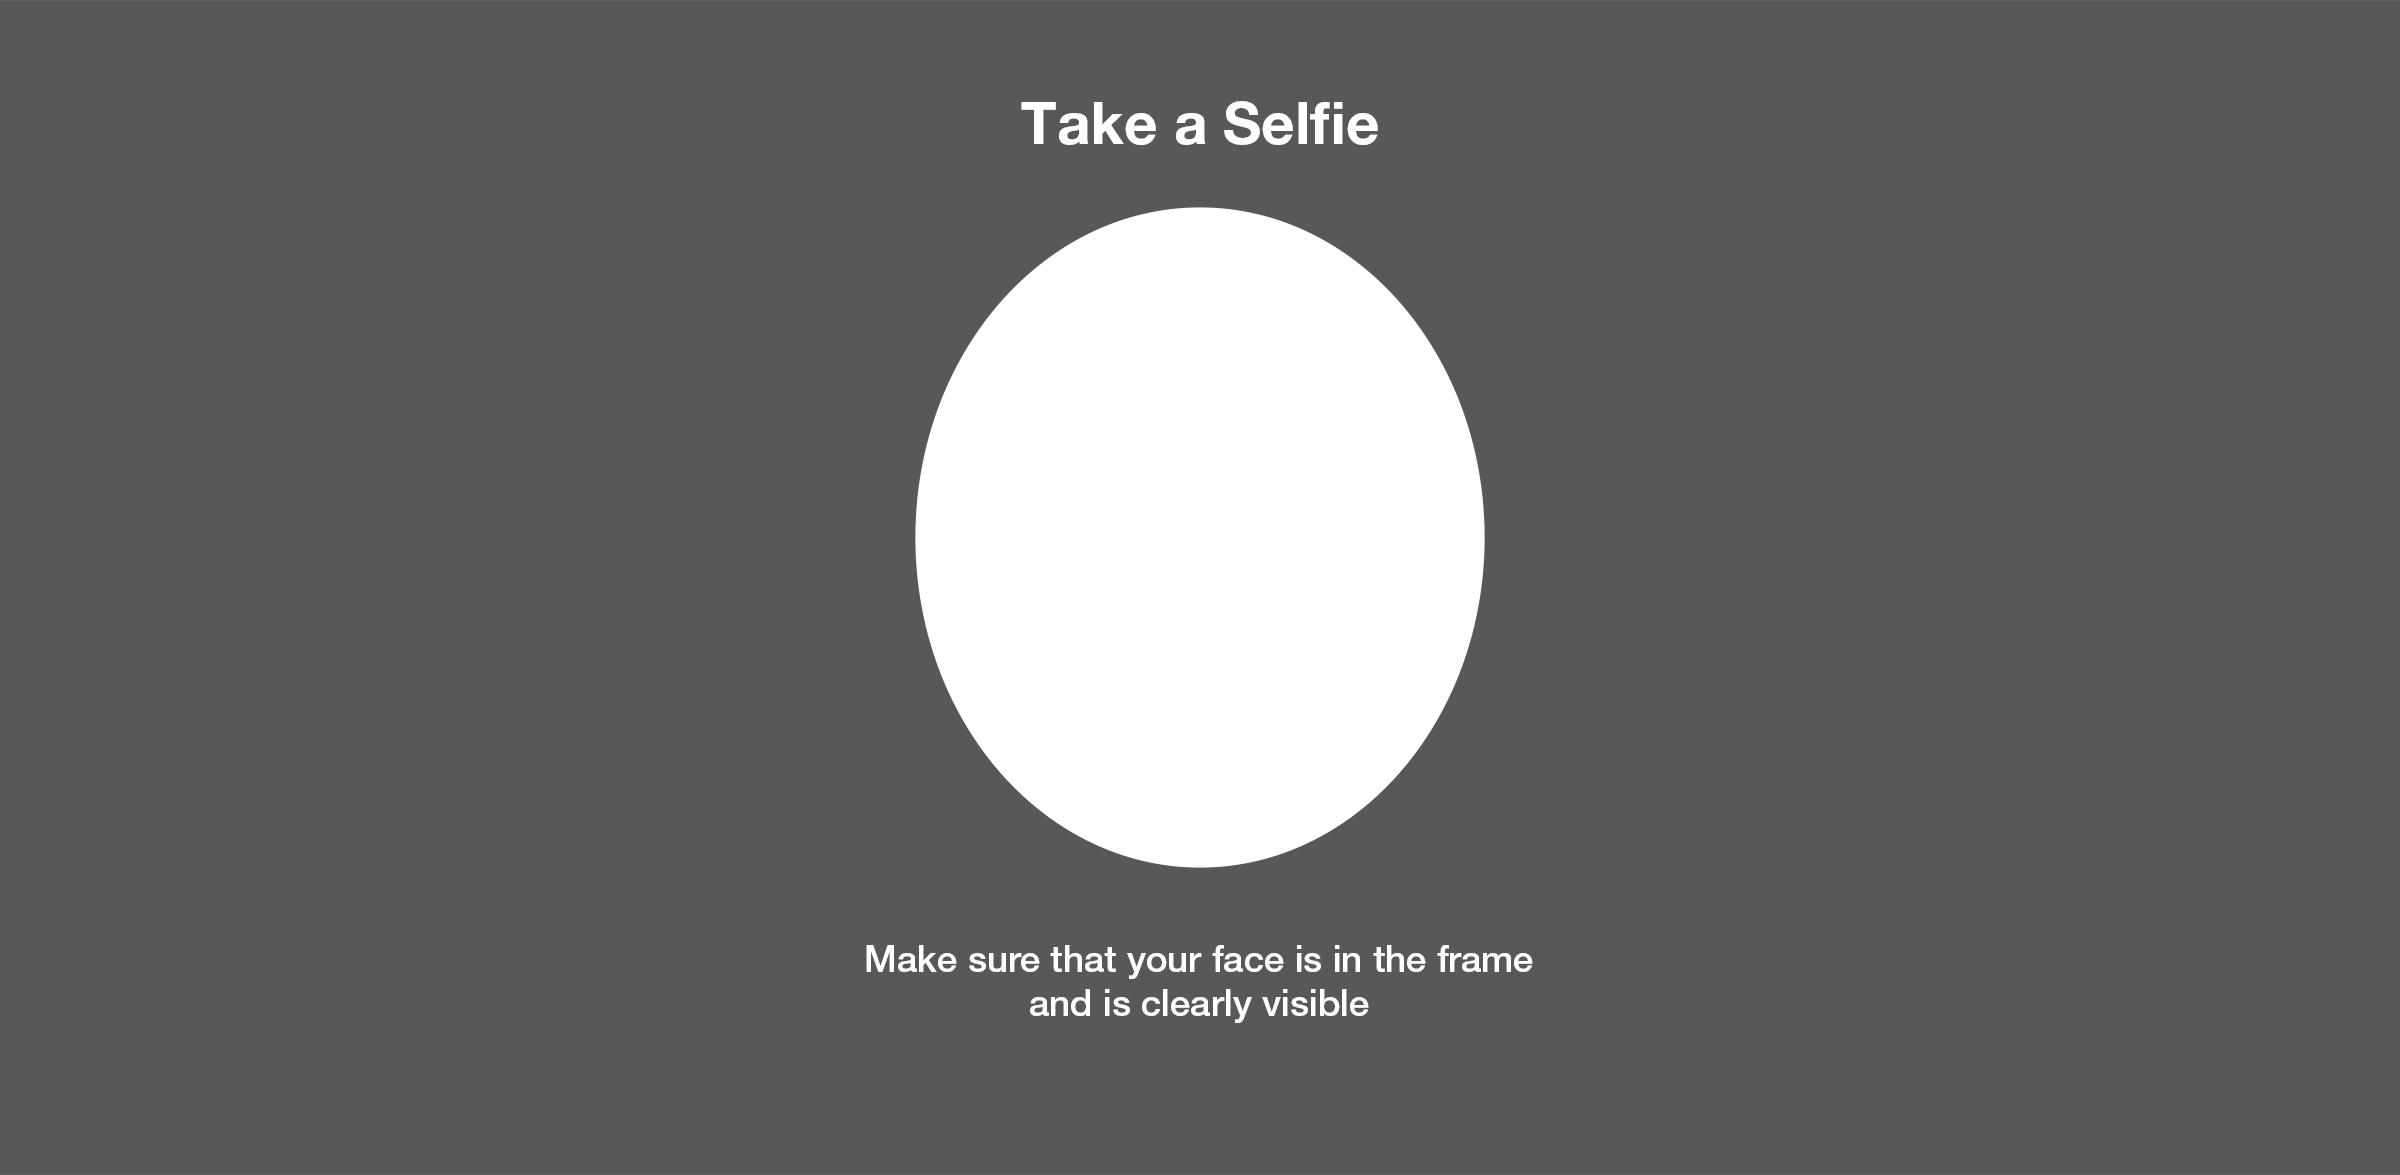 Take a Selfie
Make sure that your face is in the frame
and is clearly visible